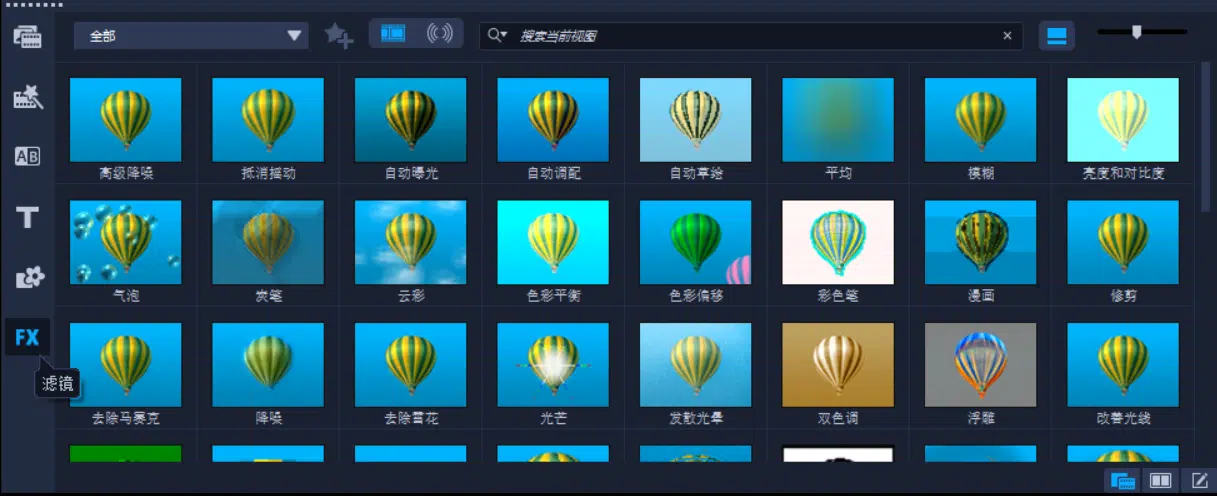 全部
搜索当前视图
高级降噪 抵消摇动 自动曝光 自动调配 自动草绘 平均 模糊 亮度和对比度
气泡 炭笔 云彩 色彩平衡 色彩偏移 彩色笔 漫画 修剪
FX
滤镜
去除马赛克 降噪 去除雪花 光芒 发散光晕 双色调 浮雕 改善光线
AB
T